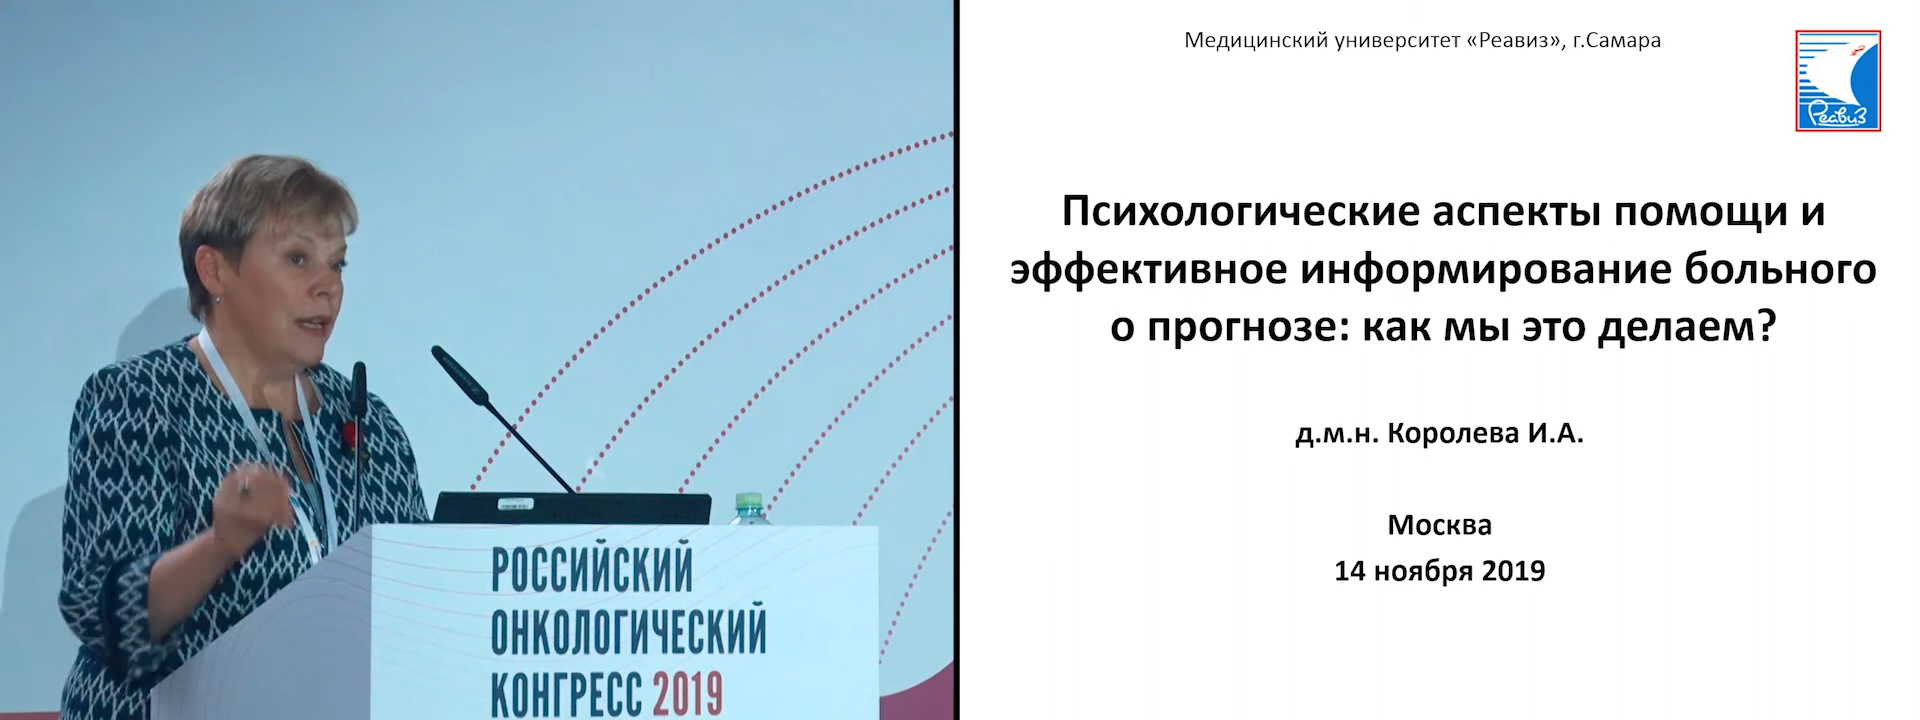 РОССИЙСКИЙ
ОНКОЛОГИЧЕСКИЙ
КОНГРЕСС 2019
Медицинский университет «Реавиз», г.Самара
Реавиз
Психологические аспекты помощи и
эффективное информирование больного
о прогнозе: как мы это делаем?
д.м.н. Королева И.А.
Москва
14 ноября 2019